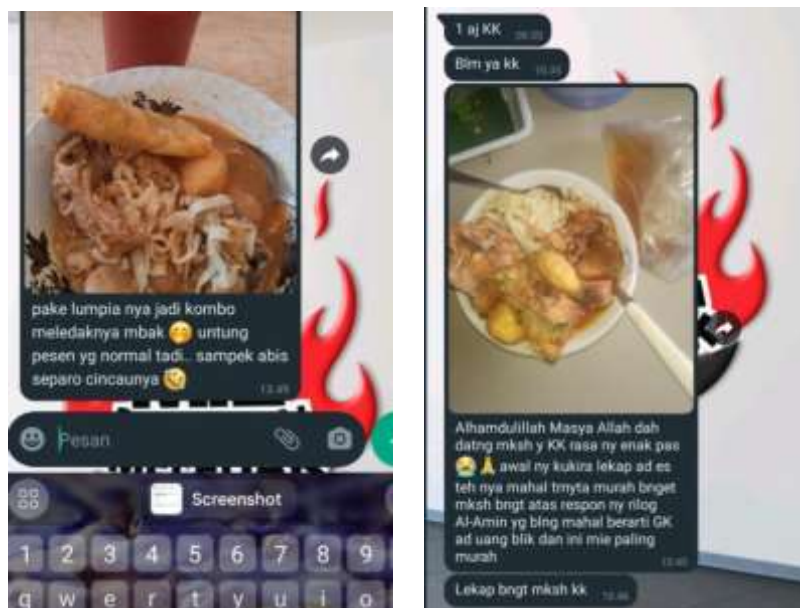 pake lumpia nya jadi kombo
meledaknya mbak 🤭 untung
pesen yg normal tadi.. sampek abis
separo cincaunya 🤣
13.49
Pesan
Screenshot
1 2 3 4 5 6 7 8 9
q w e r t y u i o
1 aj KK
Blm ya kk
Alhamdulillah Masya Allah dah
datng mksh y KK rasa ny enak pas
😭🙏 awal ny kukira lekap ad es
teh nya mahal trnyta murah bnget
mksh bngt atas respon ny rilog
Al-Amin yg blng mahal berarti GK
ad uang blik dan ini mie paling
murah
Lekap bngt mksh kk